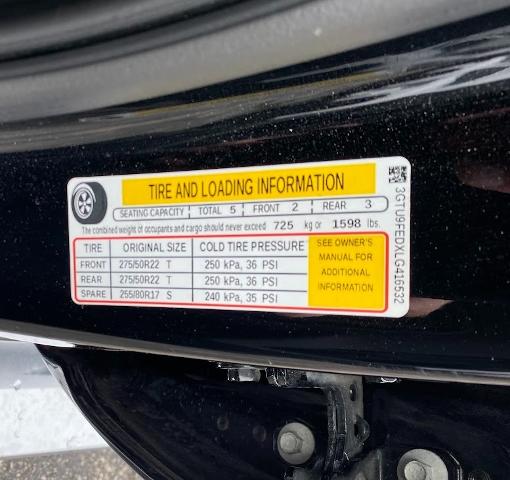 TIRE AND LOADING INFORMATION
SEATING CAPACITY TOTAL 5 FRONT 2 REAR 3
The combined weight of occupants and cargo should never exceed 725 kg or 1598 lbs.
TIRE ORIGINAL SIZE COLD TIRE PRESSURE
FRONT 275/50R22 T 250 kPa, 36 PSI
REAR 275/50R22 T 250 kPa, 36 PSI
SPARE 255/80R17 S 240 kPa, 35 PSI
SEE OWNER'S
MANUAL FOR
ADDITIONAL
INFORMATION
3GTU9FEDXLG416532